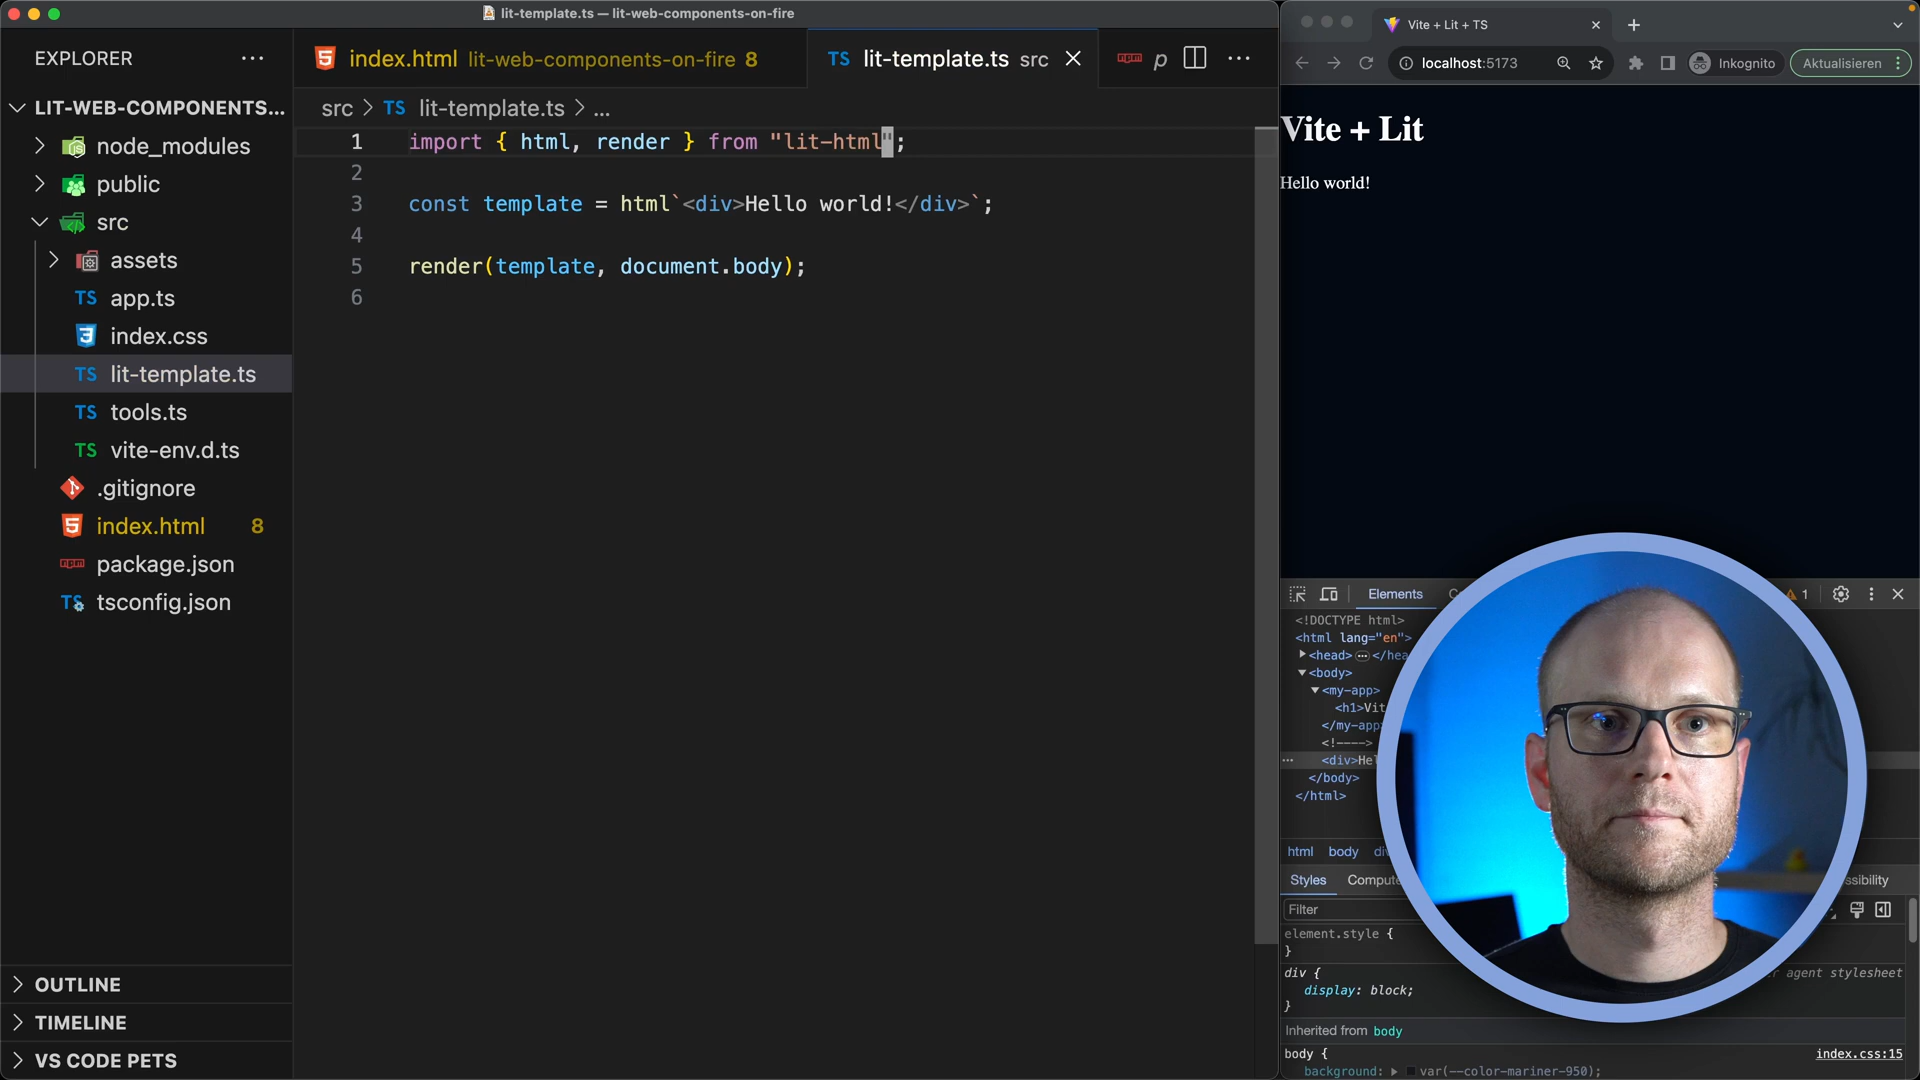 lit-template.ts — lit-web-components-on-fire
EXPLORER
LIT-WEB-COMPONENTS...
node_modules
public
src
assets
TS app.ts
index.css
TS lit-template.ts
TS tools.ts
TS vite-env.d.ts
.gitignore
index.html 8
package.json
TS tsconfig.json
OUTLINE
TIMELINE
VS CODE PETS
index.html lit-web-components-on-fire 8
TS lit-template.ts src
p
src > TS lit-template.ts > ...
1 import { html, render } from "lit-html";
2
3 const template = html`<div>Hello world!</div>`;
4
5 render(template, document.body);
6
Vite + Lit + TS
localhost:5173
Inkognito
Aktualisieren
Vite + Lit
Hello world!
Elements
1
<!DOCTYPE html>
<html lang="en">
<head> ... </hea
<body>
<my-app>
<h1>Vit
</my-app>
<!---->
<div>Hel
</body>
</html>
html body di
Styles Compute ssibility
Filter
element.style {
}
div { r agent stylesheet
display: block;
}
Inherited from body
body { index.css:15
background: var(--color-mariner-950);